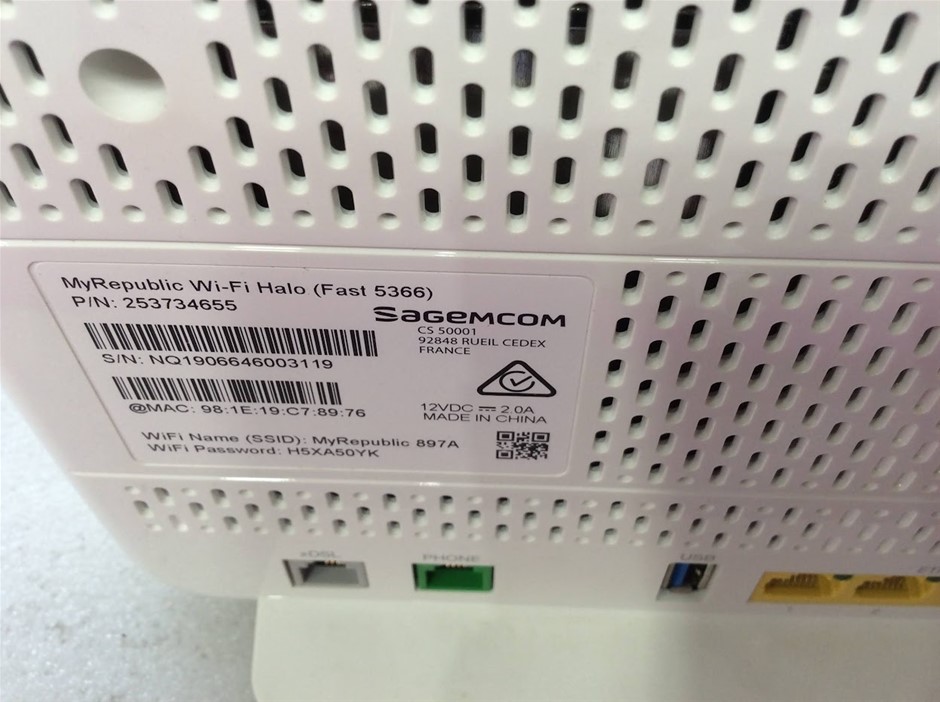 MyRepublic Wi-Fi Halo (Fast 5366)
P/N: 253734655
SAGEMCOM
CS 50001
92848 RUEIL CEDEX
FRANCE
S/N: NQ1906646003119
@MAC: 98:1E:19:C7:89:76
12VDC ⎓ 2.0A
MADE IN CHINA
WiFi Name (SSID): MyRepublic 897A
WiFi Password: H5XA50YK
xDSL
PHONE
USB
1
2